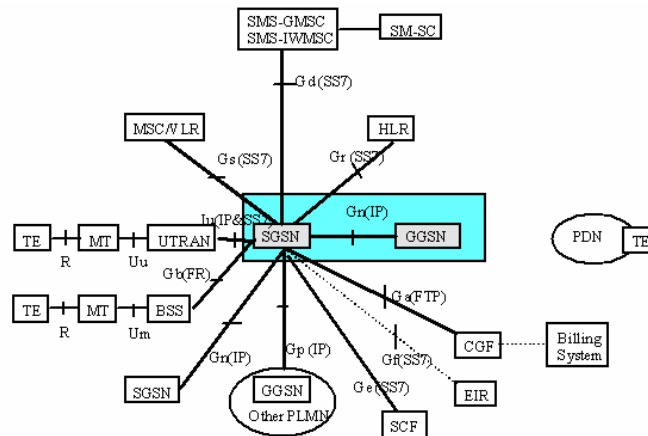 SMS-GMSC
SMS-IWMSC
SM-SC
Gd(SS7)
MSC/VLR
HLR
Gs(SS7)
Gr(SS7)
Iu(IP&SS7)
Gn(IP)
TE
MT
UTRAN
SGSN
GGSN
PDN
TE
R
Uu
Gb(FR)
TE
MT
BSS
Ga(FTP)
R
Um
Gn(IP)
Gp(IP)
Gf(SS7)
CGF
Billing
System
SGSN
GGSN
Ge(SS7)
EIR
Other PLMN
SCF